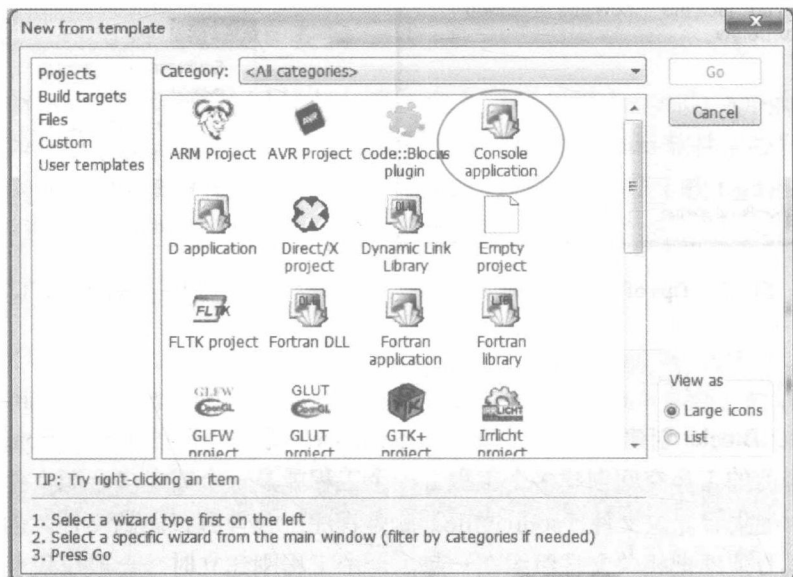 New from template
Projects
Build targets
Files
Custom
User templates
Category: <All categories>
Go
Cancel
ARM Project
AVR Project
Code::Blocks plugin
Console application
D application
Direct/X project
Dynamic Link Library
Empty project
FLTK project
Fortran DLL
Fortran application
Fortran library
GLFW project
GLUT project
GTK+ project
Irrlicht project
View as
Large icons
List
TIP: Try right-clicking an item
1. Select a wizard type first on the left
2. Select a specific wizard from the main window (filter by categories if needed)
3. Press Go